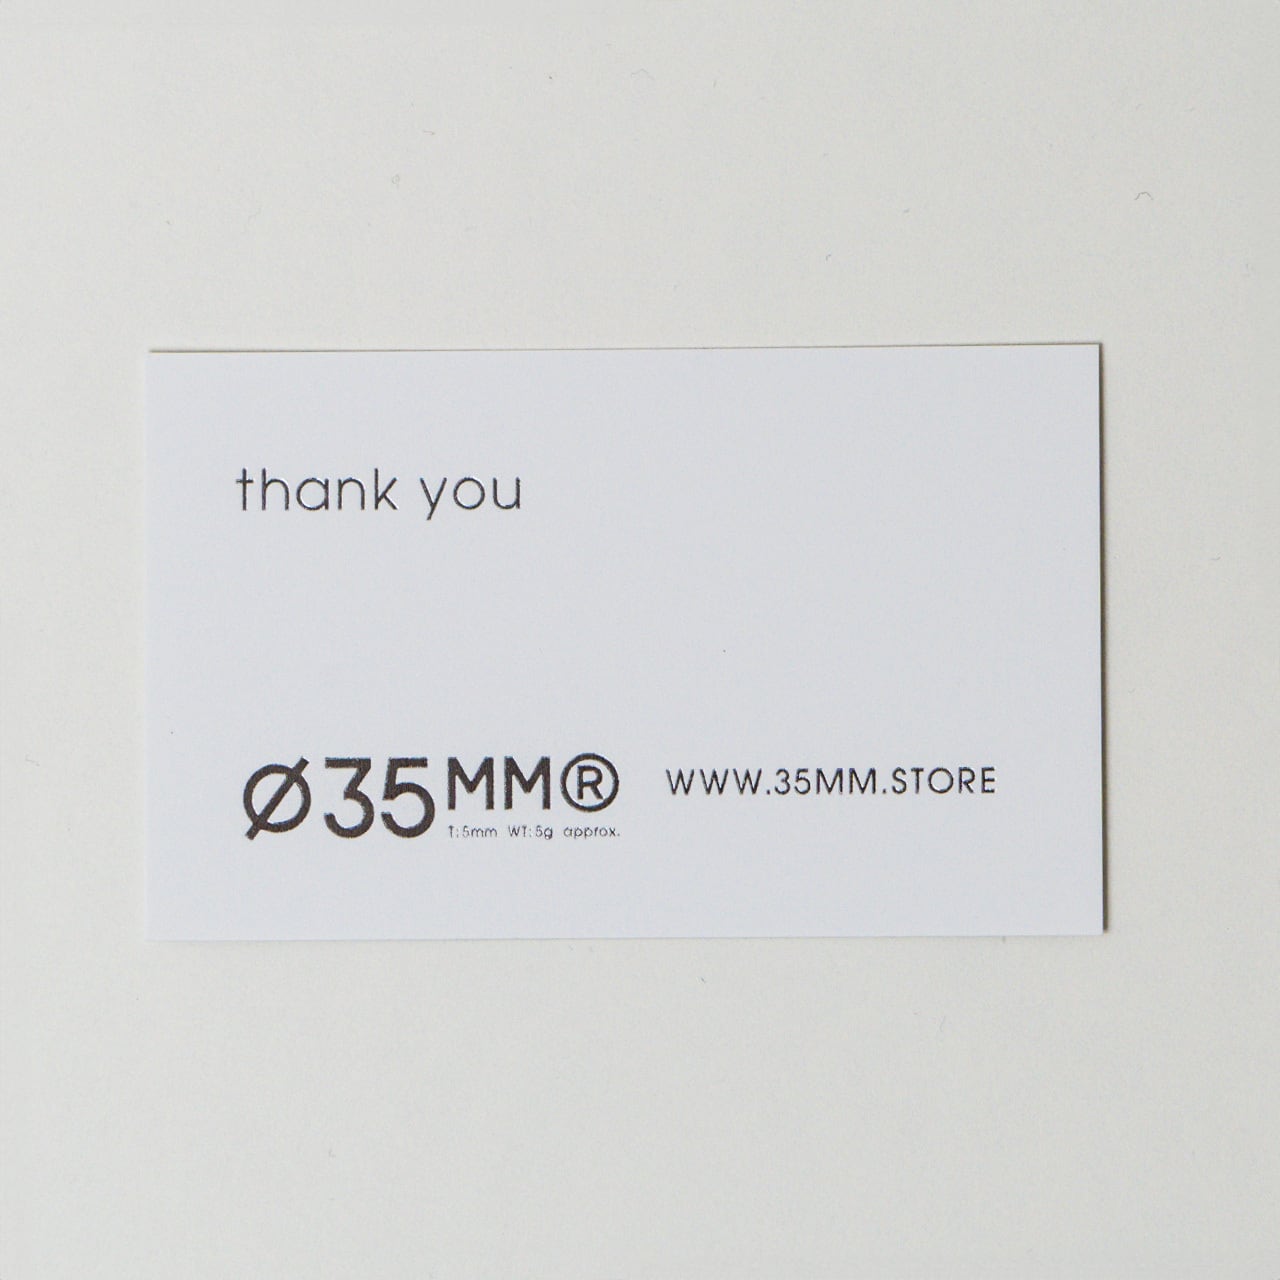 thank you
Ø35MM® WWW.35MM.STORE
T:5mm WT:5g approx.